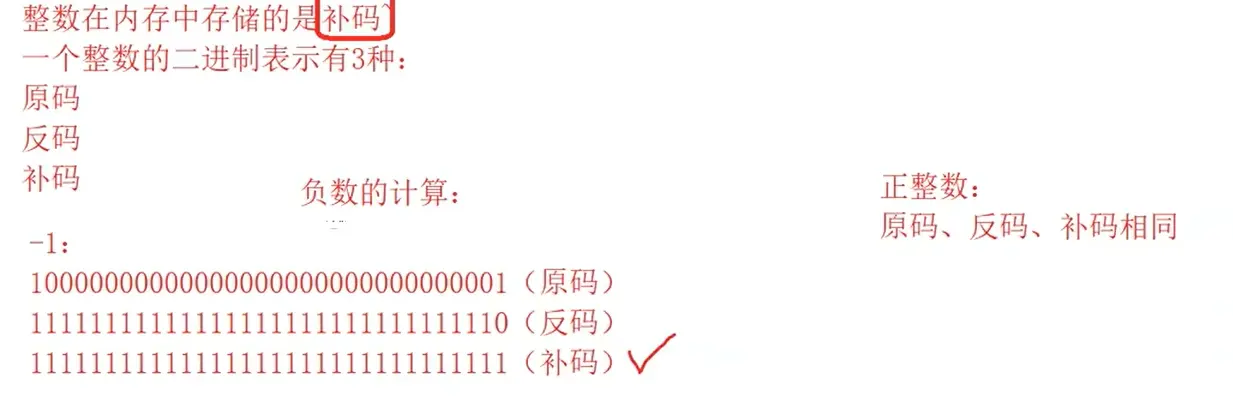 整数在内存中存储的是补码
一个整数的二进制表示有3种：
原码
反码
补码
负数的计算：
-1：
10000000000000000000000000000001（原码）
11111111111111111111111111111110（反码）
11111111111111111111111111111111（补码）
正整数：
原码、反码、补码相同